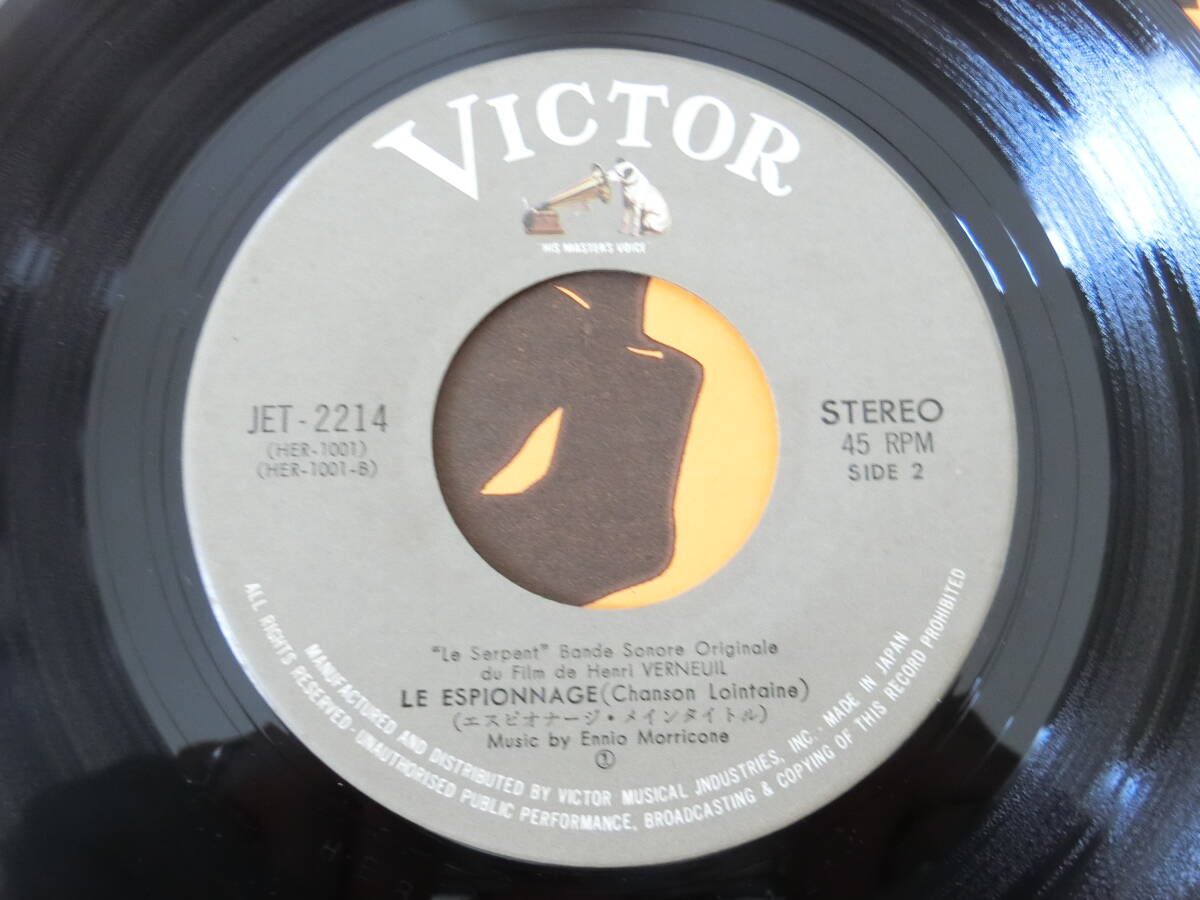 VICTOR
"HIS MASTER'S VOICE"
JET-2214
(HER-1001)
(HER-1001-B)
STEREO
45 RPM
SIDE 2
"Le Serpent" Bande Sonore Originale
du Film de Henri VERNEUIL
LE ESPIONNAGE (Chanson Lointaine)
(エスピオナージ・メインタイトル)
Music by Ennio Morricone
①
MANUFACTURED AND DISTRIBUTED BY VICTOR MUSICAL JNDUSTRIES, INC.· MADE IN JAPAN
ALL RIGHTS RESERVED·UNAUTHORISED PUBLIC PERFORMANCE, BROADCASTING & COPYING OF THIS RECORD PROHIBITED